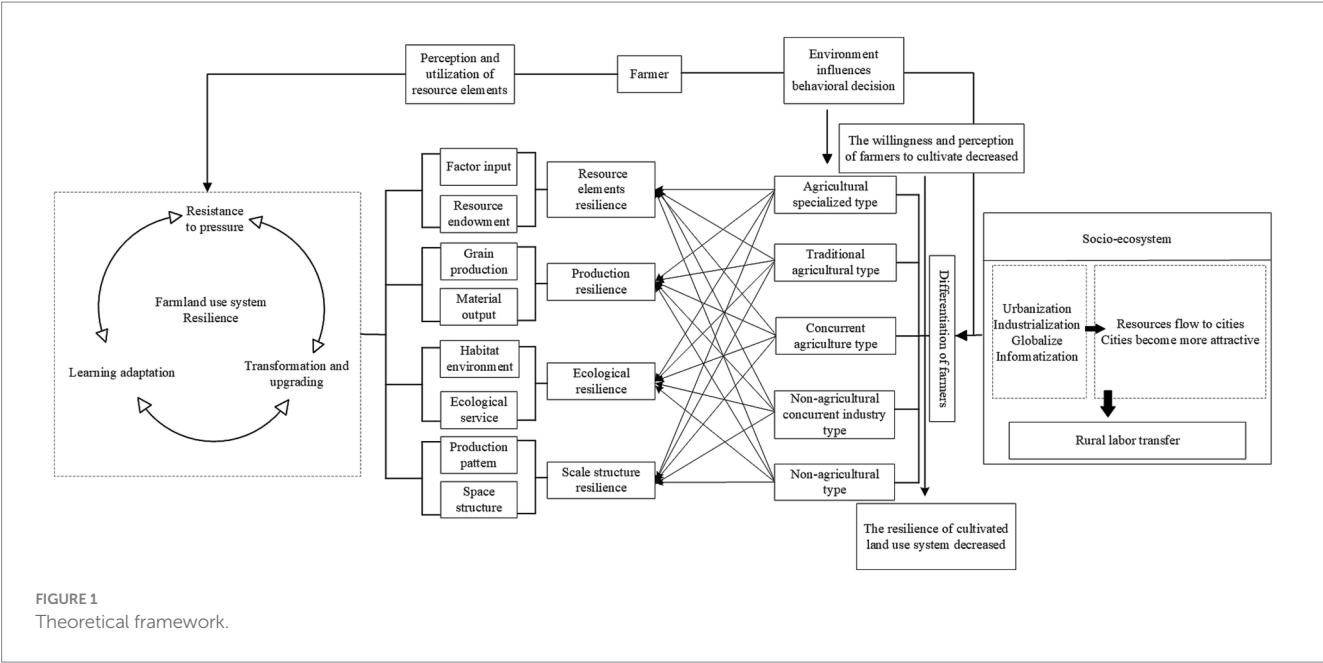 Perception and
utilization of
resource elements
Farmer
Environment
influences
behavioral decision
The willingness and perception
of farmers to cultivate decreased
Resistance
to pressure
Farmland use system
Resilience
Learning adaptation
Transformation and
upgrading
Factor input
Resource
endowment
Grain
production
Material
output
Habitat
environment
Ecological
service
Production
pattem
Space
structure
Resource
elements
resilience
Production
resilience
Ecological resilience
Scale structure
resilience
Agricultural
specialized type
Traditional
agricultural type
Concurrent
agriculture type
Non-agricultural
concurrent industry
type
Non-agricultural
type
Differentiation of farmers
The resilience of cultivated
land use system decreased
Socio-ecosystem
Urbanization
Industrialization
Globalize
Informatization
Resources flow to cities
Cities become more attractive
Rural labor transfer
FIGURE 1
Theoretical framework.